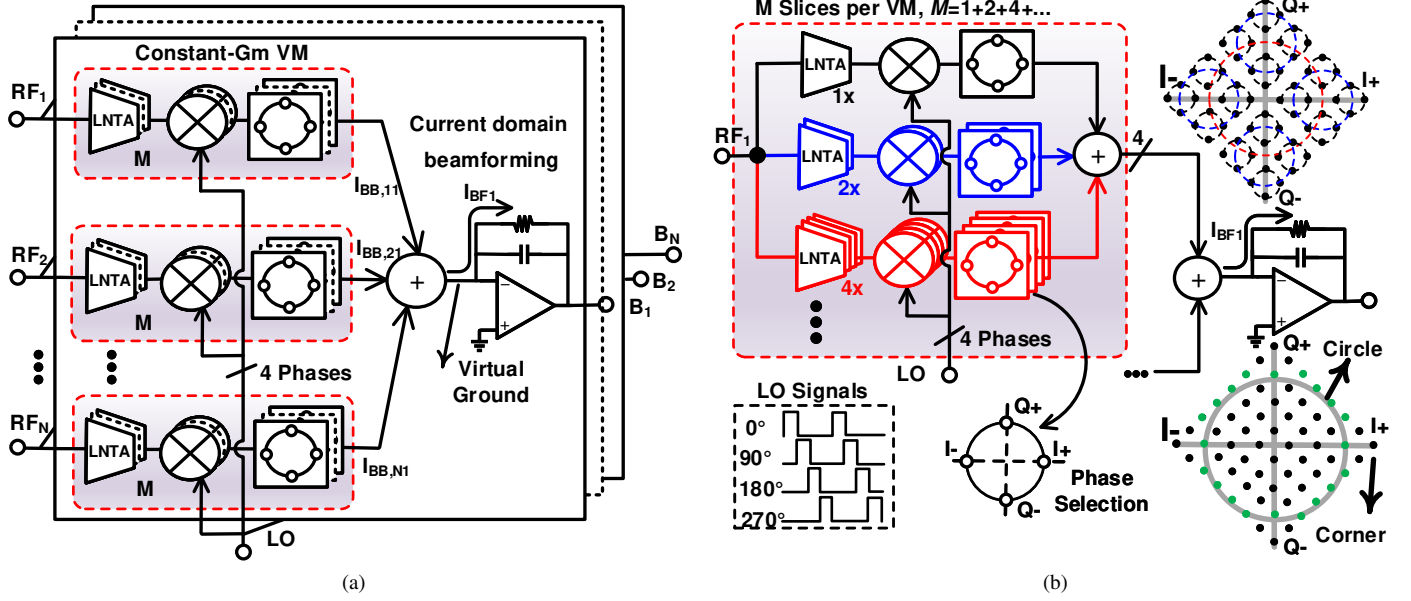 Constant-Gm VM
RF1
LNTA
M
IBB,11
Current domain
beamforming
IBF1
RF2
LNTA
M
IBB,21
+
−
+
BN
B2
B1
4 Phases
Virtual
Ground
RFN
LNTA
M
IBB,N1
LO
(a)
M Slices per VM, M=1+2+4+...
LNTA
1x
RF1
LNTA
2x
+
4
LNTA
4x
4 Phases
LO
LO Signals
0°
90°
180°
270°
Q+
I-
I+
Q-
Phase
Selection
Q+
I-
I+
Q-
IBF1
+
−
+
Q+
Circle
I-
I+
Q-
Corner
(b)